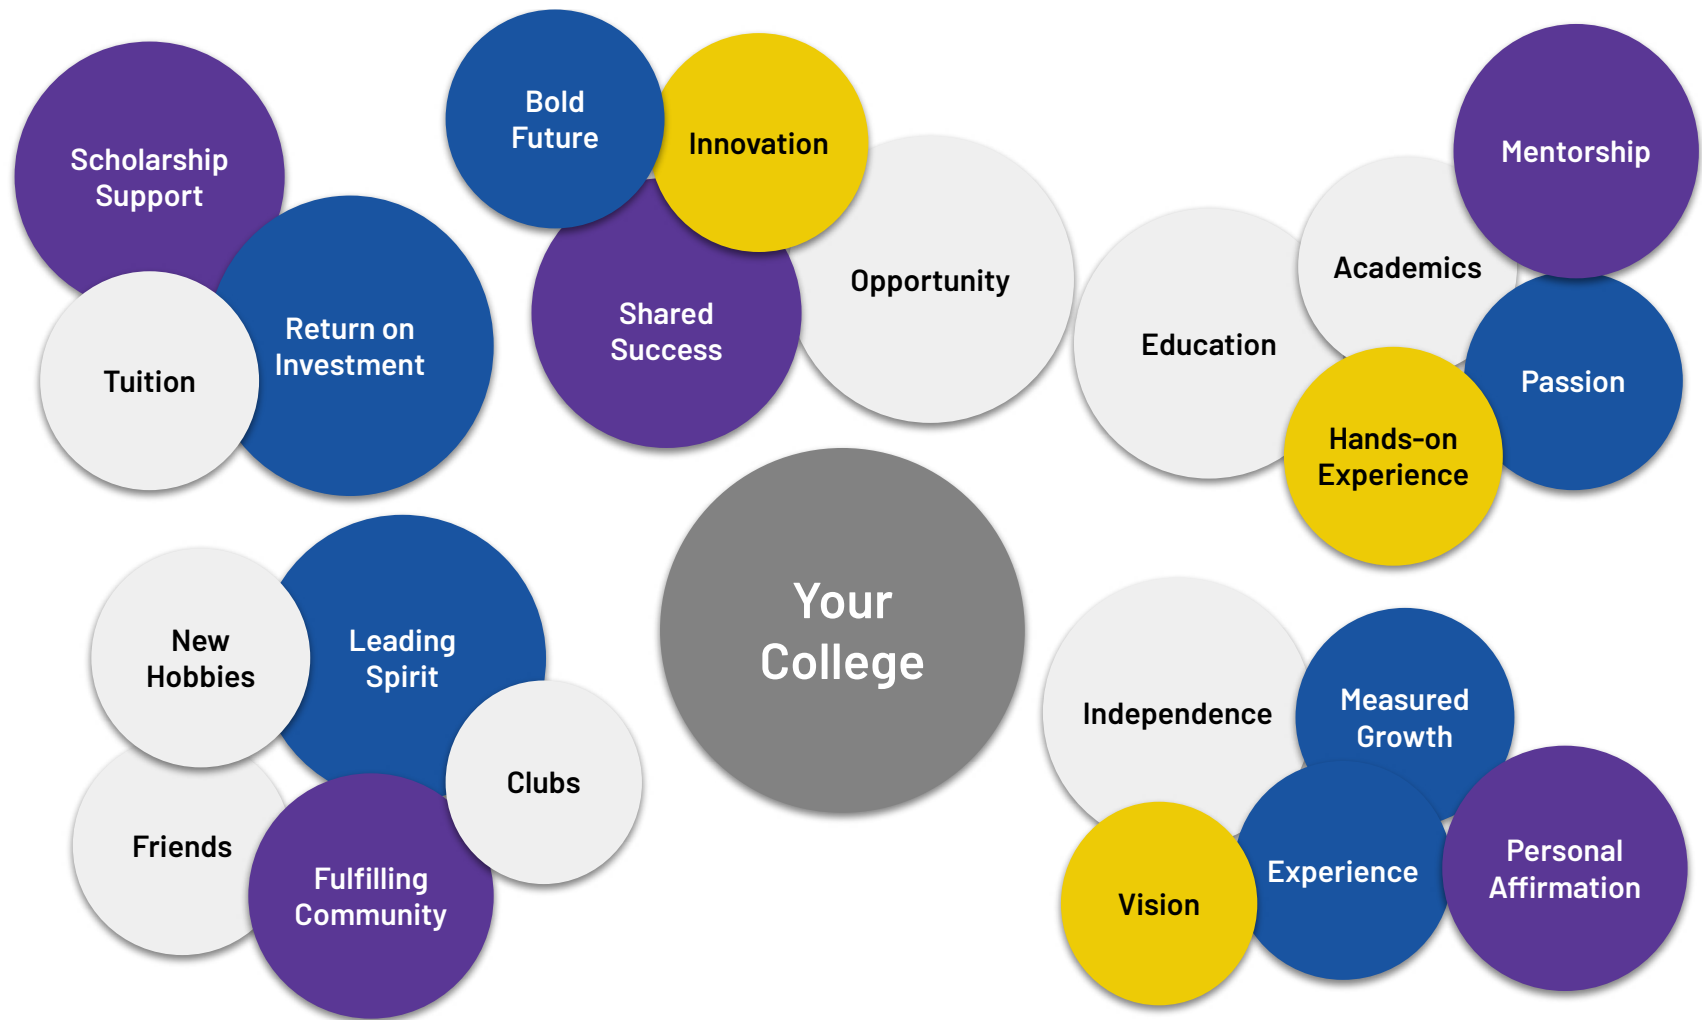 Scholarship
Support
Tuition
Return on
Investment
Bold
Future
Innovation
Shared
Success
Opportunity
Education
Academics
Mentorship
Passion
Hands-on
Experience
Your
College
New
Hobbies
Leading
Spirit
Clubs
Friends
Fulfilling
Community
Independence
Measured
Growth
Vision
Experience
Personal
Affirmation